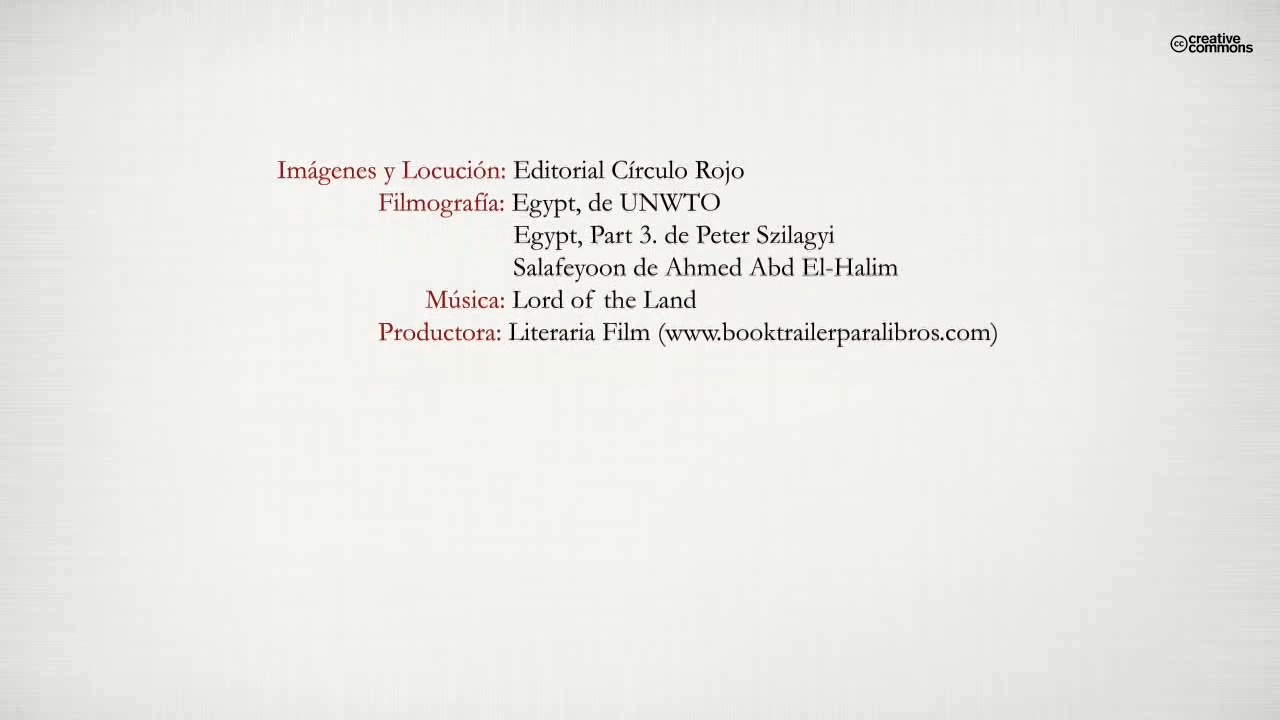 creative
commons
Imágenes y Locución: Editorial Círculo Rojo
Filmografía: Egypt, de UNWTO
Egypt, Part 3. de Peter Szilagyi
Salafeyoon de Ahmed Abd El-Halim
Música: Lord of the Land
Productora: Literaria Film (www.booktrailerparalibros.com)